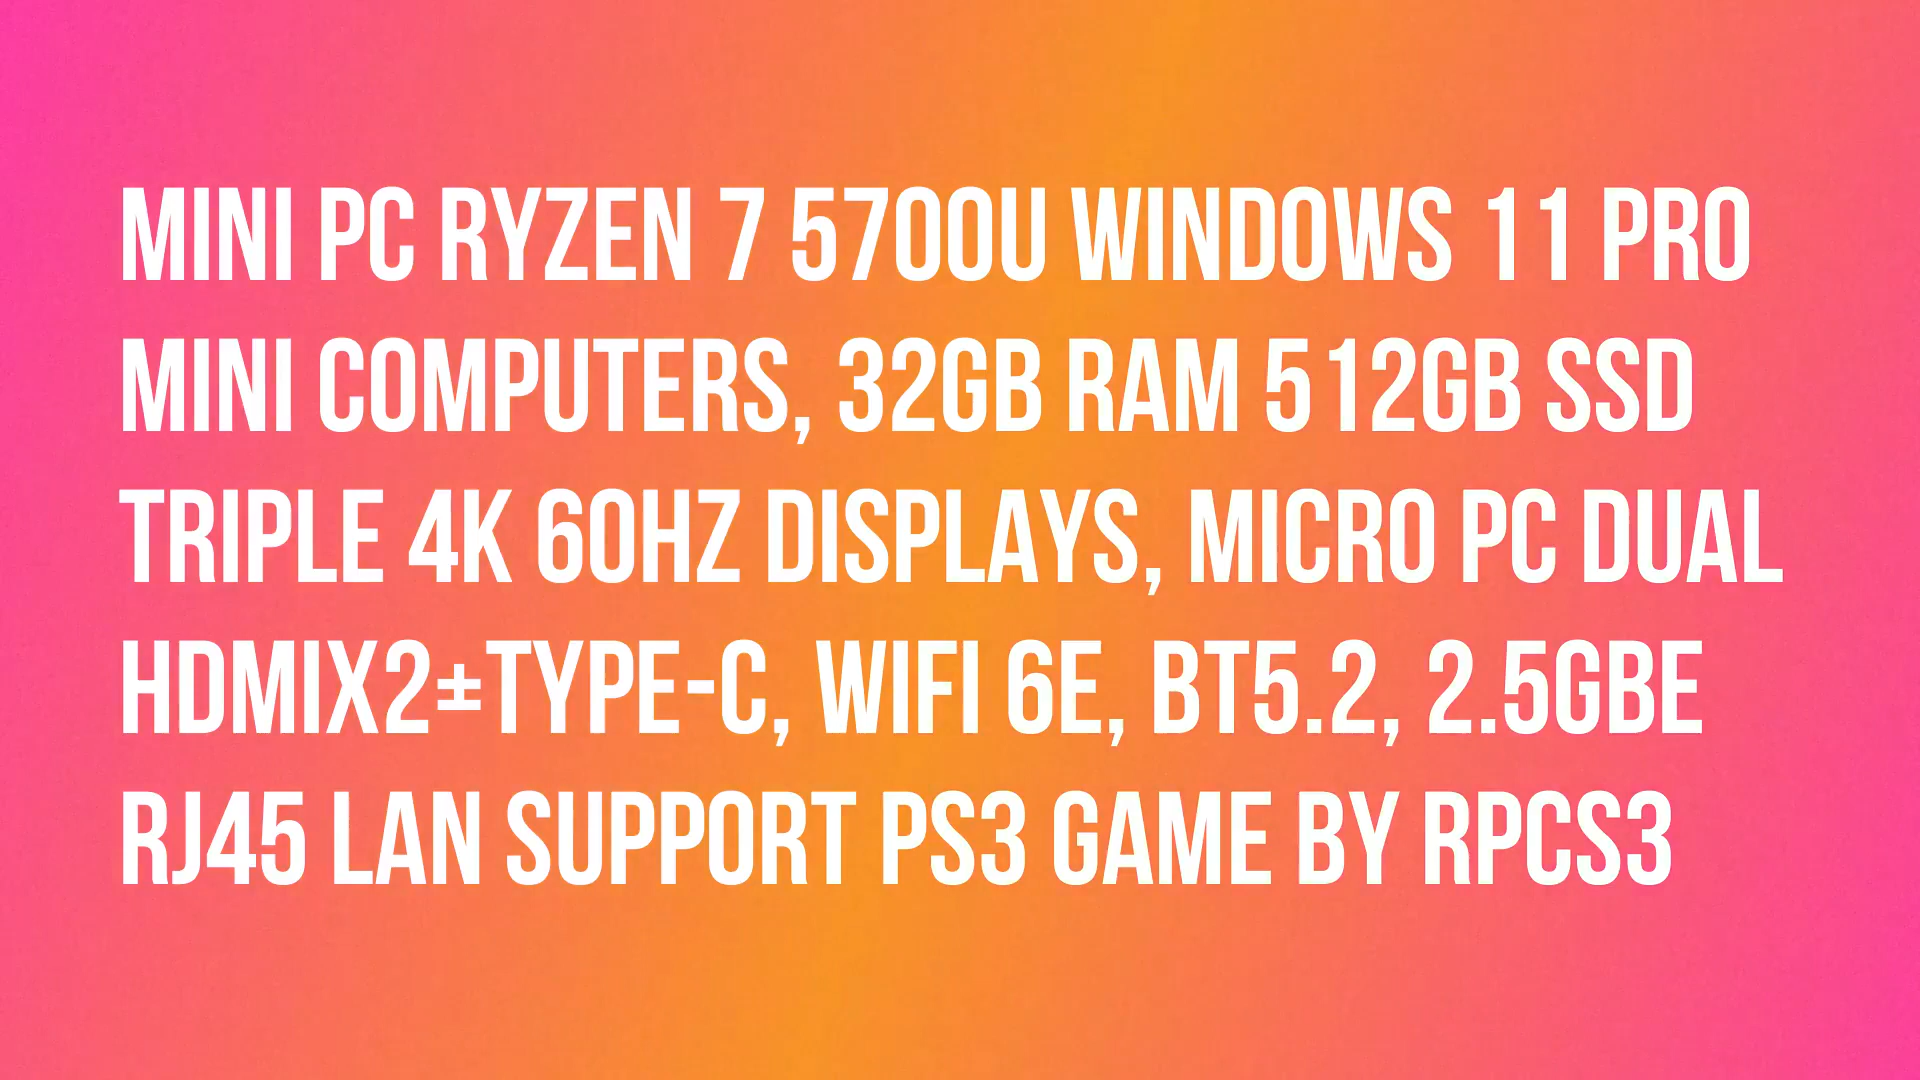 MINI PC RYZEN 7 5700U WINDOWS 11 PRO
MINI COMPUTERS, 32GB RAM 512GB SSD
TRIPLE 4K 60HZ DISPLAYS, MICRO PC DUAL
HDMIX2±TYPE-C, WIFI 6E, BT5.2, 2.5GBE
RJ45 LAN SUPPORT PS3 GAME BY RPCS3